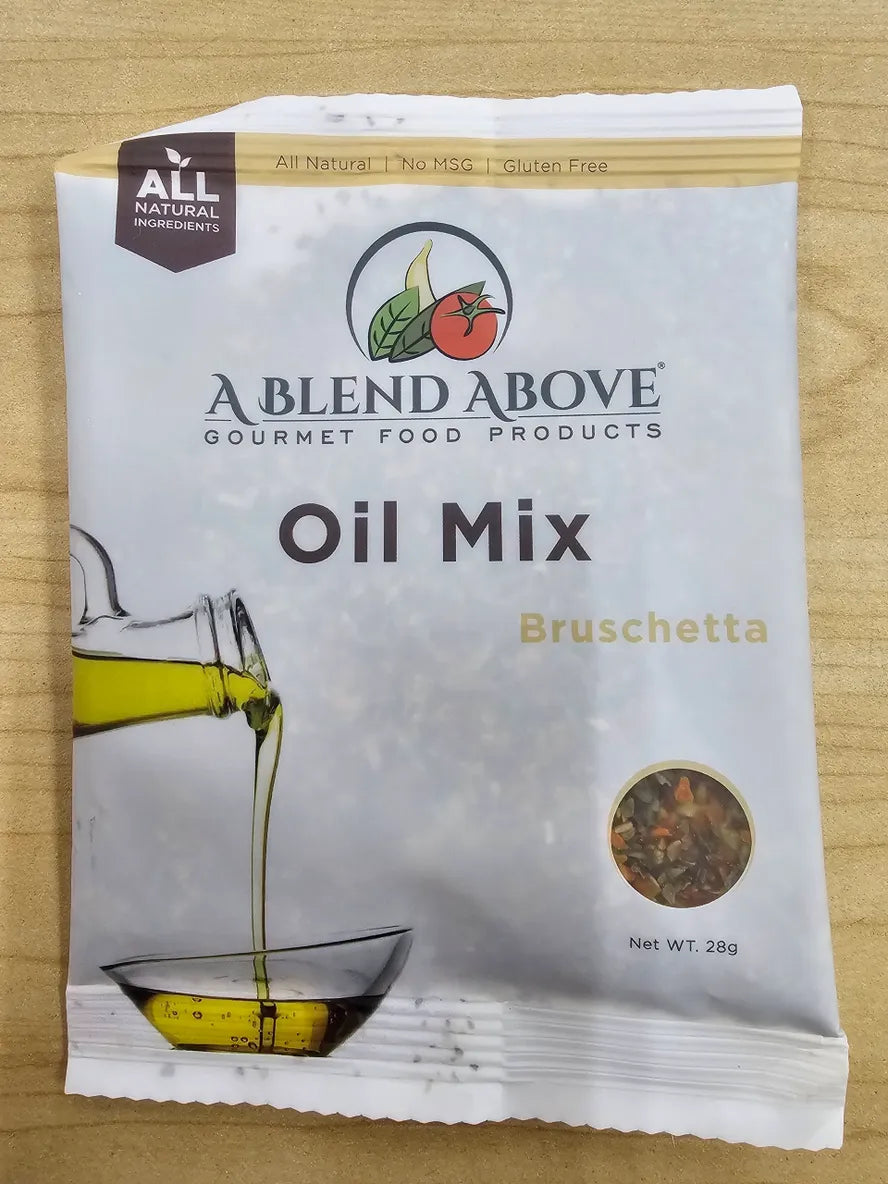 All Natural | No MSG | Gluten Free
ALL
NATURAL
INGREDIENTS
A BLEND ABOVE®
GOURMET FOOD PRODUCTS
Oil Mix
Bruschetta
Net WT. 28g